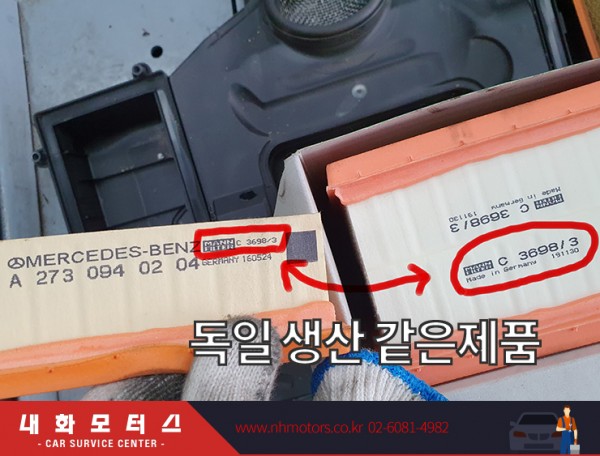 MERCEDES-BENZ
A 273 094 02 04
MANN FILTER C 3698/3
GERMANY 160524
MANN FILTER C 3698/3
Made in Germany
191130
MANN FILTER C 3698/3
Made in Germany 191130
독일 생산 같은제품
내화모터스
- CAR SURVICE CENTER -
www.nhmotors.co.kr 02-6081-4982